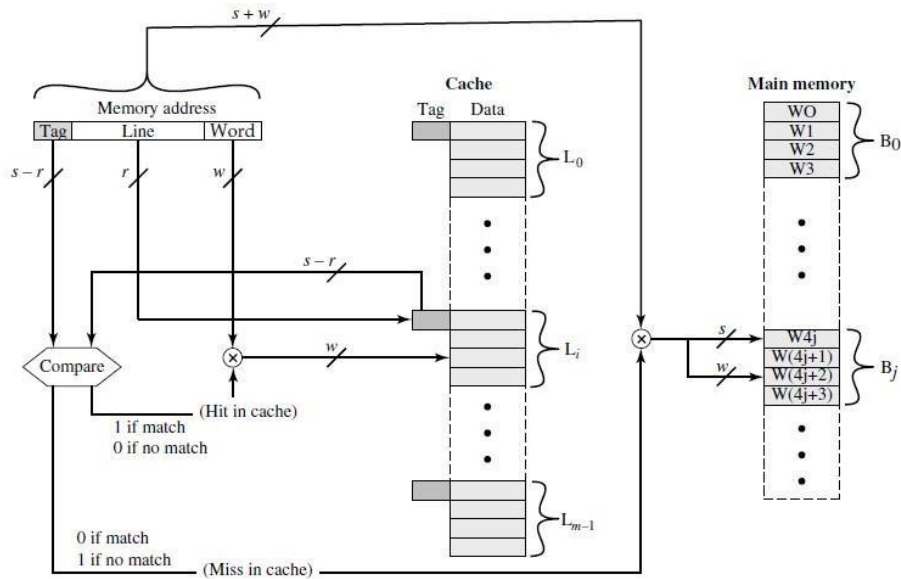 s + w
Cache
Main memory
Memory address
Tag Data
Tag Line Word
WO
W1
W2
W3
B0
L0
s – r
r
w
s – r
Compare
w
Li
(Hit in cache)
1 if match
0 if no match
s
w
W4j
W(4j+1)
W(4j+2)
W(4j+3)
Bj
Lm–1
0 if match
1 if no match
(Miss in cache)